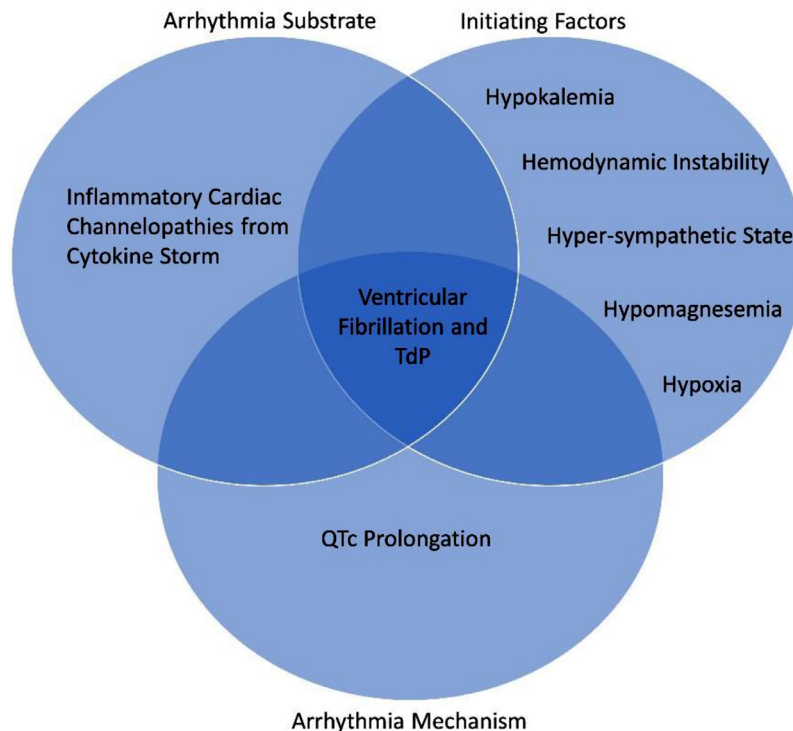 Arrhythmia Substrate
Initiating Factors
Hypokalemia
Hemodynamic Instability
Inflammatory Cardiac
Channelopathies from
Cytokine Storm
Hyper-sympathetic State
Ventricular
Fibrillation and
TdP
Hypomagnesemia
Hypoxia
QTc Prolongation
Arrhythmia Mechanism